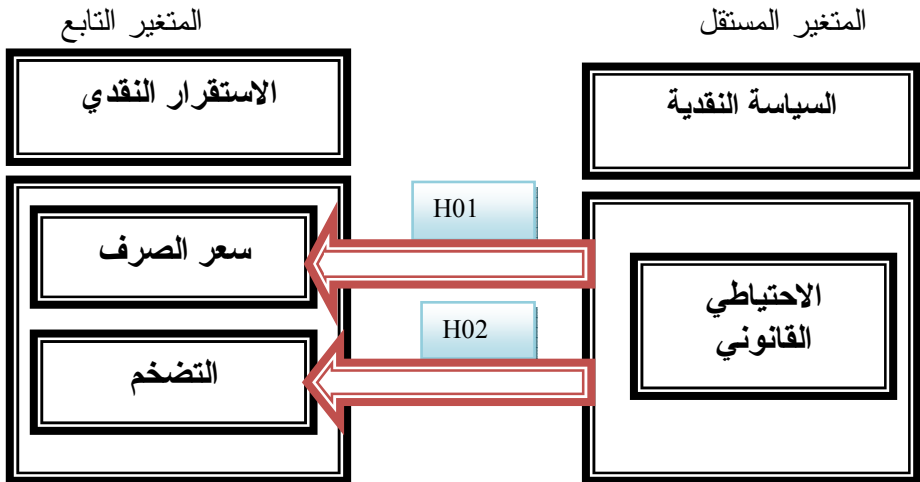 المتغير المستقل
المتغير التابع
السياسة النقدية
الاستقرار النقدي
H01
سعر الصرف
الاحتياطي
القانوني
H02
التضخم